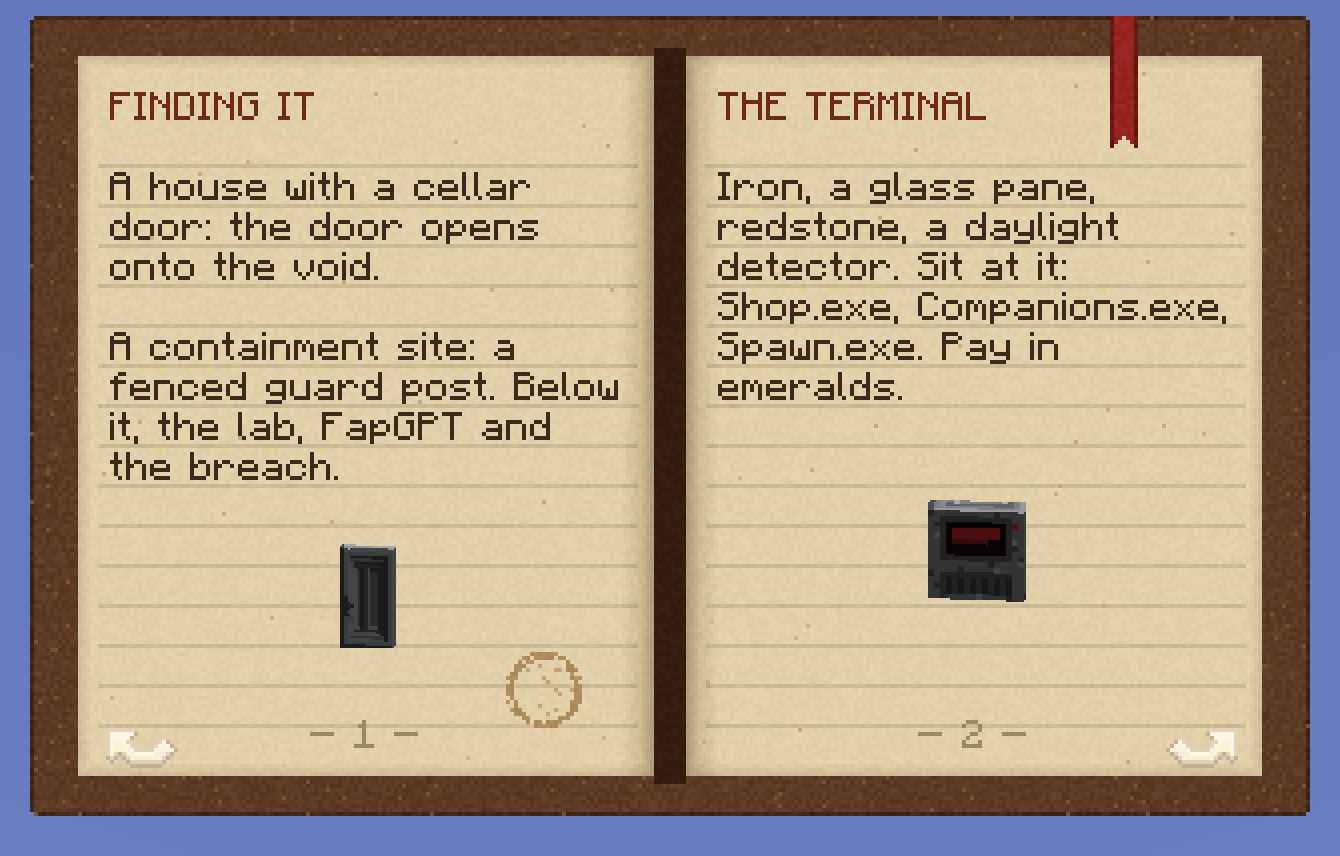 FINDING IT
A house with a cellar
door: the door opens
onto the void.
A containment site: a
fenced guard post. Below
it, the lab, FapGPT and
the breach.
- 1 -
THE TERMINAL
Iron, a glass pane,
redstone, a daylight
detector. Sit at it:
Shop.exe, Companions.exe,
Spawn.exe. Pay in
emeralds.
- 2 -